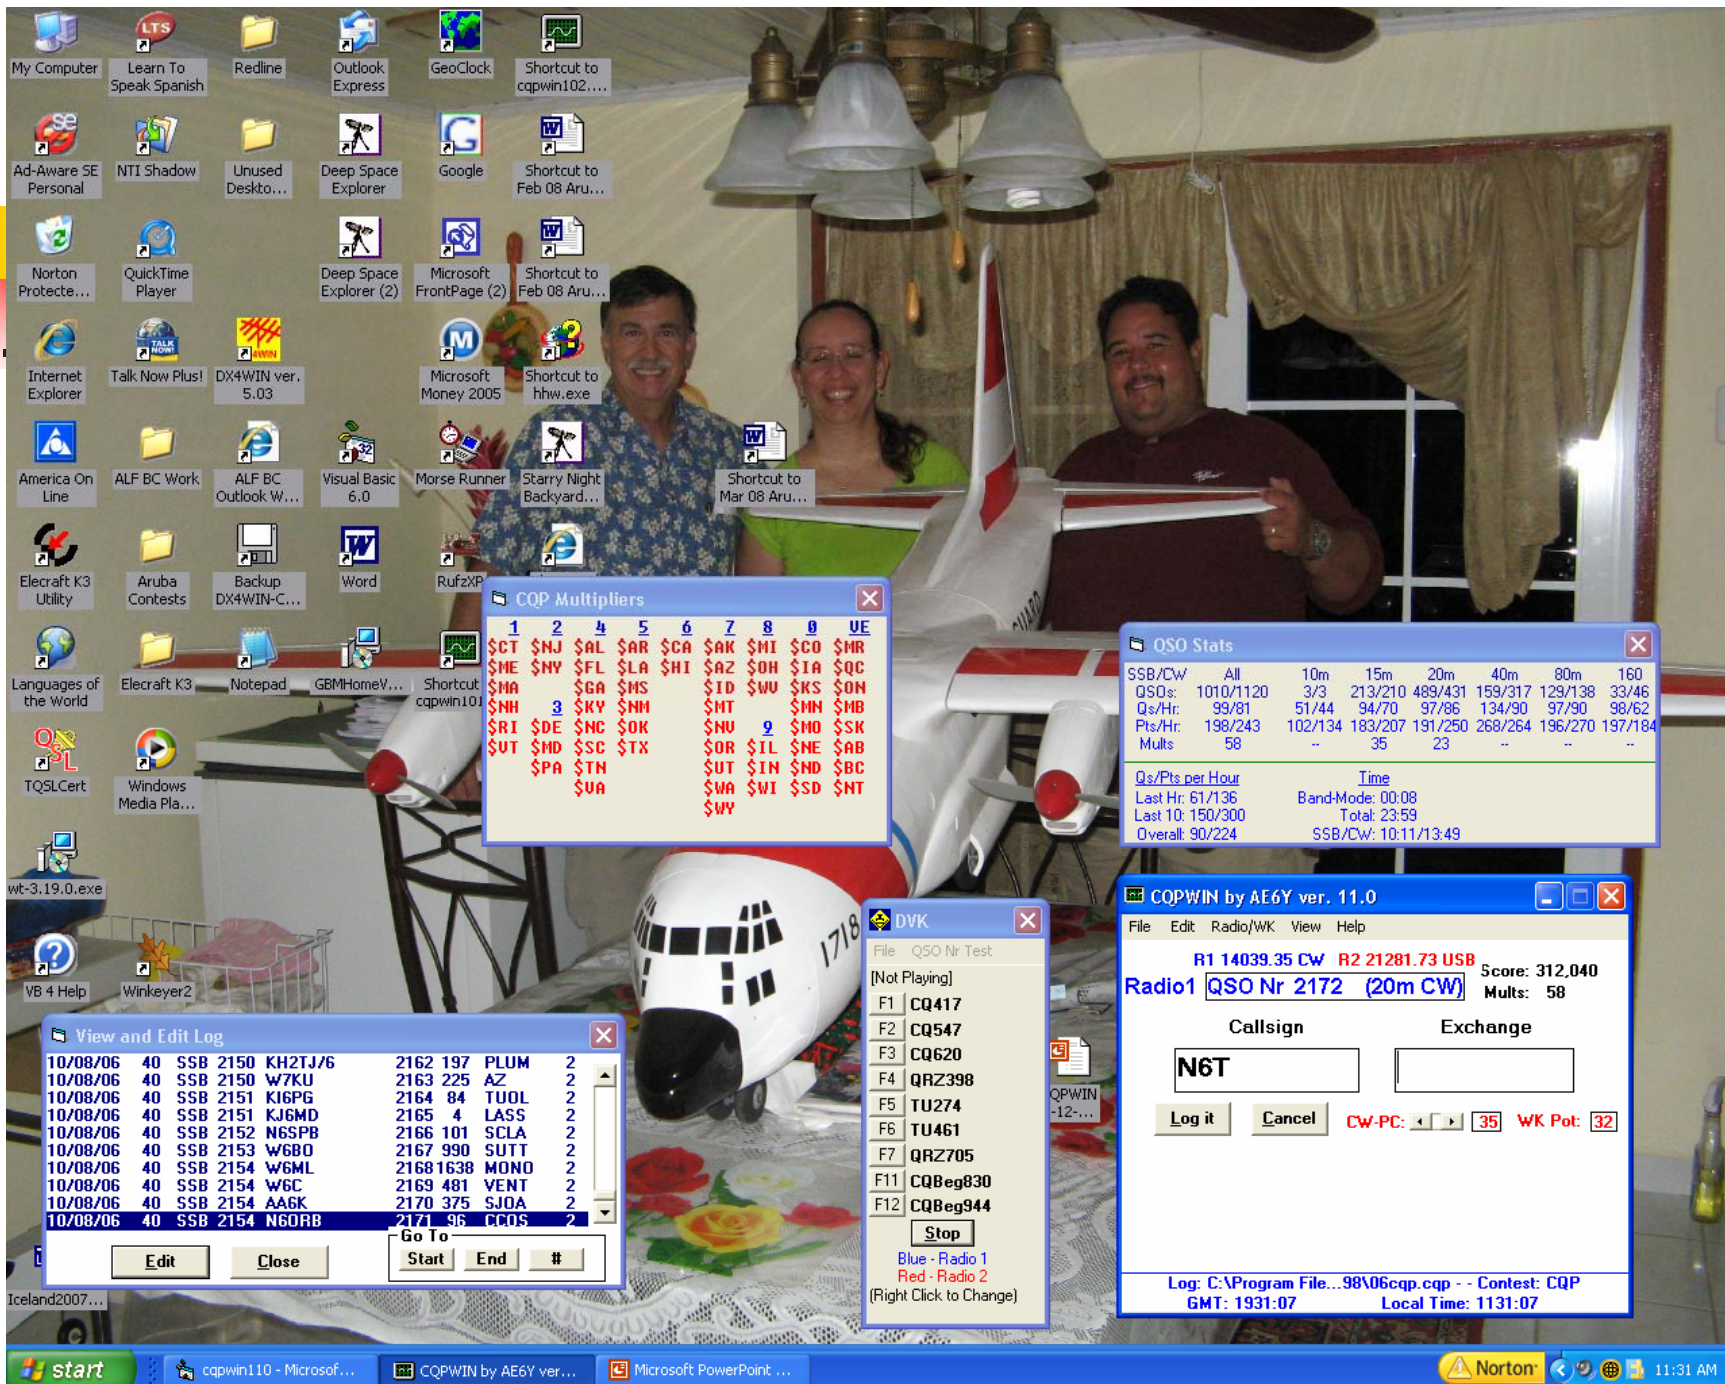 My Computer
Learn To
Speak Spanish
Redline
Outlook
Express
GeoClock
Shortcut to
cqpwin102....
LTS
Ad-Aware SE
Personal
NTI Shadow
Unused
Deskto...
Deep Space
Explorer
Google
Shortcut to
Feb 08 Aru...
Norton
Protecte...
QuickTime
Player
Deep Space
Explorer (2)
Microsoft
FrontPage (2)
Shortcut to
Feb 08 Aru...
Internet
Explorer
Talk Now Plus!
DX4WIN ver.
5.03
Microsoft
Money 2005
Shortcut to
hhw.exe
America On
Line
ALF BC Work
ALF BC
Outlook W...
Visual Basic
6.0
Morse Runner
Starry Night
Backyard...
Shortcut to
Mar 08 Aru...
Elecraft K3
Utility
Aruba
Contests
Backup
DX4WIN-C...
Word
RufzXP
Languages of
the World
Elecraft K3
Notepad
GBMHomeV...
Shortcut
cqpwin101
TQSLCert
Windows
Media Pla...
wt-3.19.0.exe
VB 4 Help
Winkeyer2
Iceland2007...
1718
CQP Multipliers
1 2 4 5 6 7 8 0 VE
$CT $NJ $AL $AR $CA $AK $MI $CO $MR
$ME $NY $FL $LA $HI $AZ $OH $IA $QC
$MA $GA $MS $ID $WV $KS $ON
$NH 3 $KY $NM $MT $MN $MB
$RI $DE $NC $OK $NV 9 $MO $SK
$VT $MD $SC $TX $OR $IL $NE $AB
$PA $TN $UT $IN $ND $BC
$VA $WA $WI $SD $NT
$WY
QSO Stats
SSB/CW All 10m 15m 20m 40m 80m 160
QSOs: 1010/1120 3/3 213/210 489/431 159/317 129/138 33/46
Qs/Hr: 99/81 51/44 94/70 97/86 134/90 97/90 98/62
Pts/Hr: 198/243 102/134 183/207 191/250 268/264 196/270 197/184
Mults 58 -- 35 23 -- -- --
Qs/Pts per Hour Time
Last Hr: 61/136 Band-Mode: 00:08
Last 10: 150/300 Total: 23:59
Overall: 90/224 SSB/CW: 10:11/13:49
DVK
File QSO Nr Test
[Not Playing]
F1 CQ417
F2 CQ547
F3 CQ620
F4 QRZ398
F5 TU274
F6 TU461
F7 QRZ705
F11 CQBeg830
F12 CQBeg944
Stop
Blue - Radio 1
Red - Radio 2
(Right Click to Change)
QPWIN
-12-...
CQPWIN by AE6Y ver. 11.0
File Edit Radio/WK View Help
R1 14039.35 CW R2 21281.73 USB
Score: 312,040
Radio1 QSO Nr 2172 (20m CW)
Mults: 58
Callsign Exchange
N6T
Log it Cancel CW-PC: 35 WK Pot: 32
Log: C:\Program File...98\06cqp.cqp - - Contest: CQP
GMT: 1931:07 Local Time: 1131:07
View and Edit Log
10/08/06 40 SSB 2150 KH2TJ/6 2162 197 PLUM 2
10/08/06 40 SSB 2150 W7KU 2163 225 AZ 2
10/08/06 40 SSB 2151 KI6PG 2164 84 TUOL 2
10/08/06 40 SSB 2151 KJ6MD 2165 4 LASS 2
10/08/06 40 SSB 2152 N6SPB 2166 101 SCLA 2
10/08/06 40 SSB 2153 W6BO 2167 990 SUTT 2
10/08/06 40 SSB 2154 W6ML 2168 1638 MONO 2
10/08/06 40 SSB 2154 W6C 2169 481 VENT 2
10/08/06 40 SSB 2154 AA6K 2170 375 SJOA 2
10/08/06 40 SSB 2154 N6ORB 2171 96 CCOS 2
Go To
Edit Close Start End #
start
cqpwin110 - Microsof...
CQPWIN by AE6Y ver...
Microsoft PowerPoint ...
Norton
11:31 AM